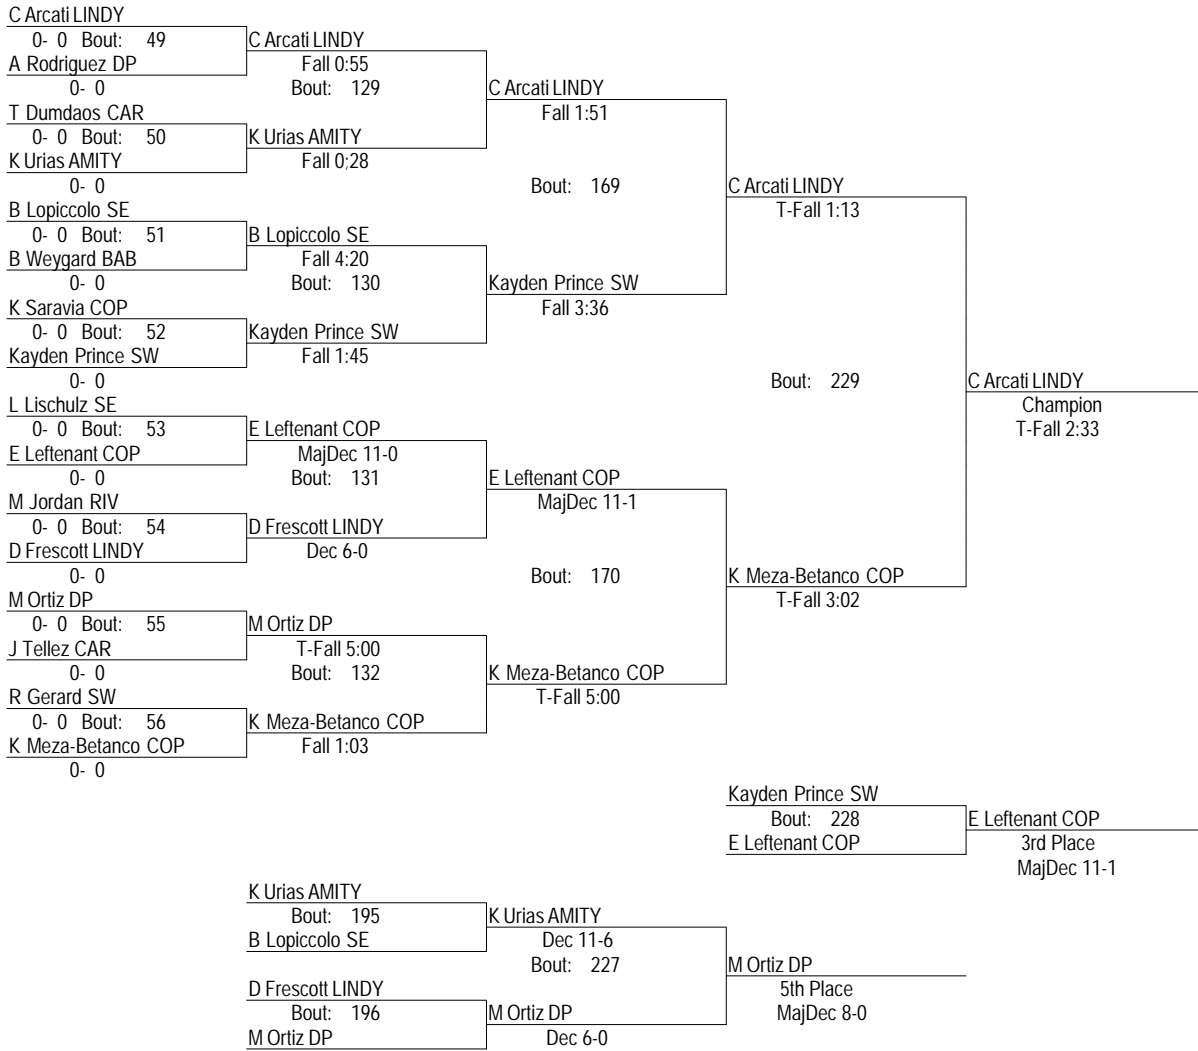 C Arcati LINDY
0- 0 Bout: 49 C Arcati LINDY
A Rodriguez DP Fall 0:55
0- 0 Bout: 129 C Arcati LINDY
T Dumdaos CAR Fall 1:51
0- 0 Bout: 50 K Urias AMITY
K Urias AMITY Fall 0;28
0- 0 Bout: 169 C Arcati LINDY
B Lopiccolo SE T-Fall 1:13
0- 0 Bout: 51 B Lopiccolo SE
B Weygard BAB Fall 4:20
0- 0 Bout: 130 Kayden Prince SW
K Saravia COP Fall 3:36
0- 0 Bout: 52 Kayden Prince SW
Kayden Prince SW Fall 1:45
0- 0 Bout: 229 C Arcati LINDY
L Lischulz SE Champion
0- 0 Bout: 53 E Leftenant COP T-Fall 2:33
E Leftenant COP MajDec 11-0
0- 0 Bout: 131 E Leftenant COP
M Jordan RIV MajDec 11-1
0- 0 Bout: 54 D Frescott LINDY
D Frescott LINDY Dec 6-0
0- 0 Bout: 170 K Meza-Betanco COP
M Ortiz DP T-Fall 3:02
0- 0 Bout: 55 M Ortiz DP
J Tellez CAR T-Fall 5:00
0- 0 Bout: 132 K Meza-Betanco COP
R Gerard SW T-Fall 5:00
0- 0 Bout: 56 K Meza-Betanco COP
K Meza-Betanco COP Fall 1:03
0- 0
Kayden Prince SW
Bout: 228 E Leftenant COP
E Leftenant COP 3rd Place
MajDec 11-1
K Urias AMITY
Bout: 195 K Urias AMITY
B Lopiccolo SE Dec 11-6
Bout: 227 M Ortiz DP
D Frescott LINDY 5th Place
Bout: 196 M Ortiz DP MajDec 8-0
M Ortiz DP Dec 6-0